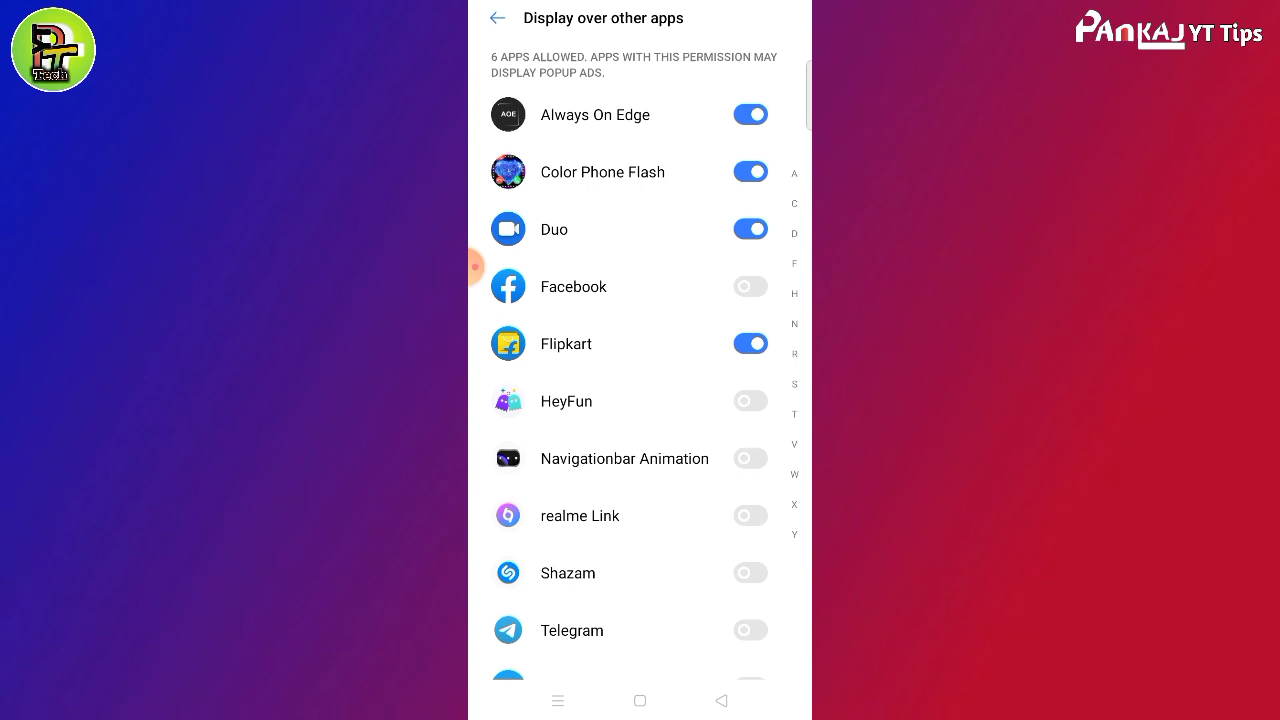 Display over other apps
6 APPS ALLOWED. APPS WITH THIS PERMISSION MAY
DISPLAY POPUP ADS.
AOE
Always On Edge
Color Phone Flash
Duo
Facebook
Flipkart
HeyFun
Navigationbar Animation
realme Link
Shazam
Telegram
A
C
D
F
H
N
R
S
T
V
W
X
Y
Tech
PANKAJ YT Tips